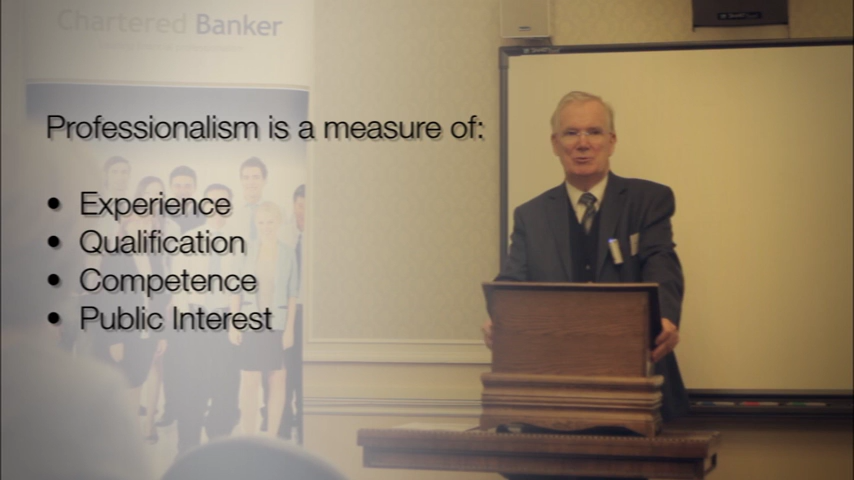 Chartered Banker
Professionalism is a measure of:
• Experience
• Qualification
• Competence
• Public Interest